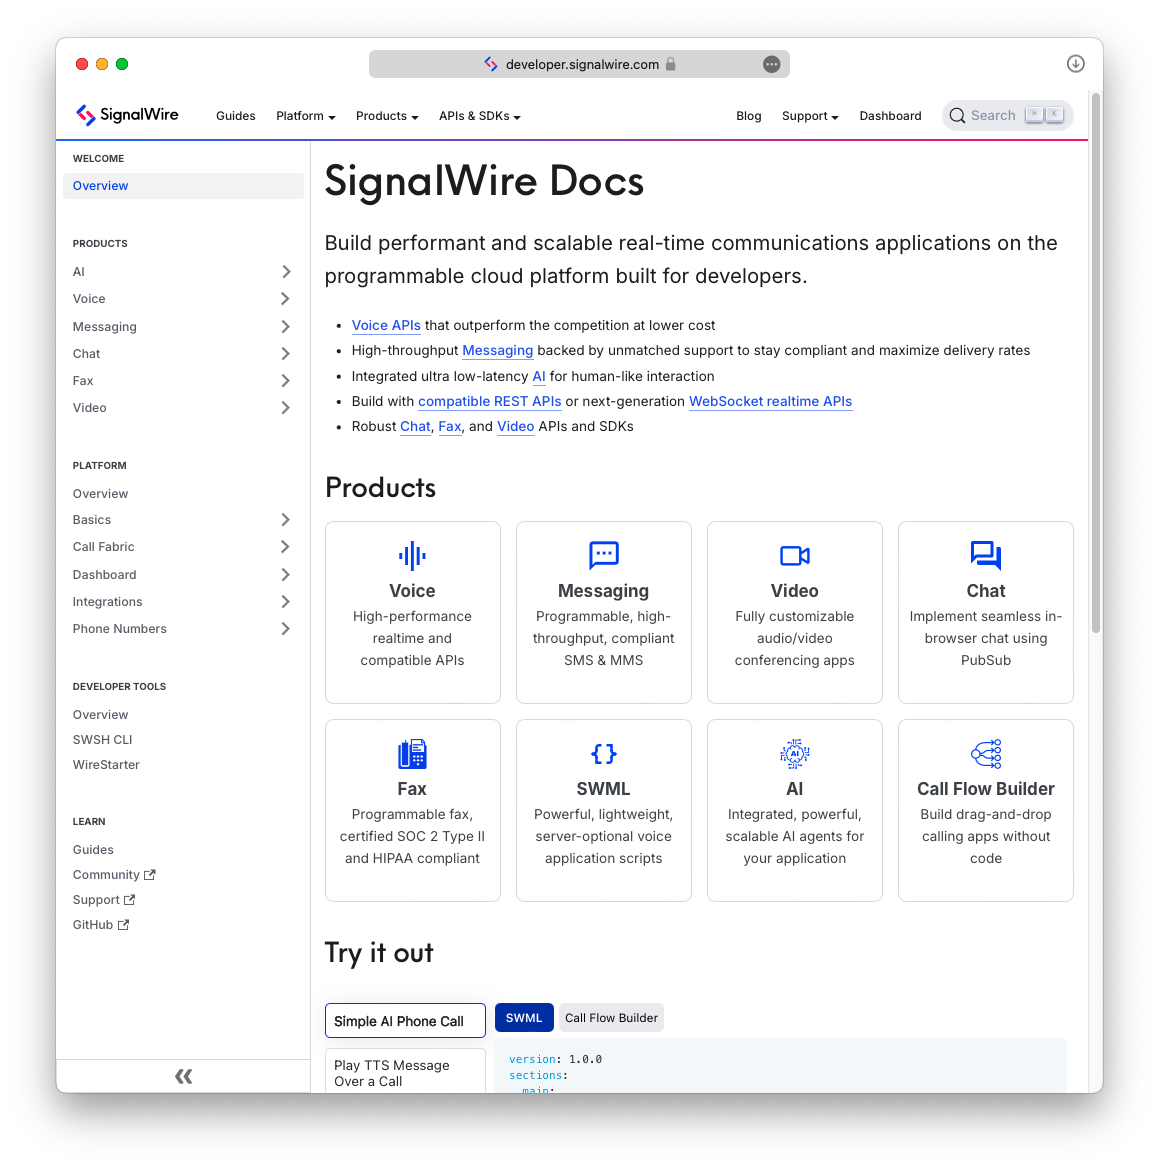 developer.signalwire.com
SignalWire
Guides
Platform
Products
APIs & SDKs
Blog
Support
Dashboard
Search
K
WELCOME
Overview
PRODUCTS
AI
Voice
Messaging
Chat
Fax
Video
PLATFORM
Overview
Basics
Call Fabric
Dashboard
Integrations
Phone Numbers
DEVELOPER TOOLS
Overview
SWSH CLI
WireStarter
LEARN
Guides
Community
Support
GitHub
SignalWire Docs
Build performant and scalable real-time communications applications on the
programmable cloud platform built for developers.
• Voice APIs that outperform the competition at lower cost
• High-throughput Messaging backed by unmatched support to stay compliant and maximize delivery rates
• Integrated ultra low-latency AI for human-like interaction
• Build with compatible REST APIs or next-generation WebSocket realtime APIs
• Robust Chat, Fax, and Video APIs and SDKs
Products
Voice
High-performance
realtime and
compatible APIs
Messaging
Programmable, high-
throughput, compliant
SMS & MMS
Video
Fully customizable
audio/video
conferencing apps
Chat
Implement seamless in-
browser chat using
PubSub
Fax
Programmable fax,
certified SOC 2 Type II
and HIPAA compliant
{}
SWML
Powerful, lightweight,
server-optional voice
application scripts
AI
AI
Integrated, powerful,
scalable AI agents for
your application
Call Flow Builder
Build drag-and-drop
calling apps without
code
Try it out
Simple AI Phone Call
Play TTS Message
Over a Call
SWML
Call Flow Builder
version: 1.0.0
sections:
main: